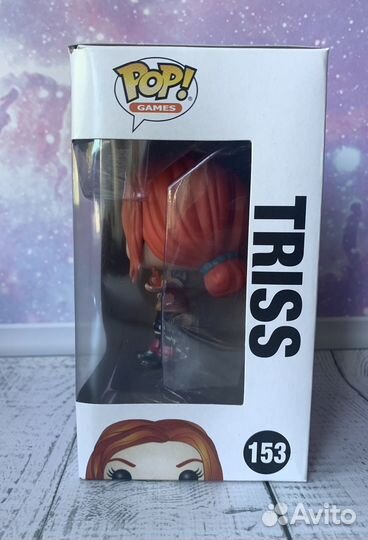 POP!
GAMES
TRISS
153
Avito